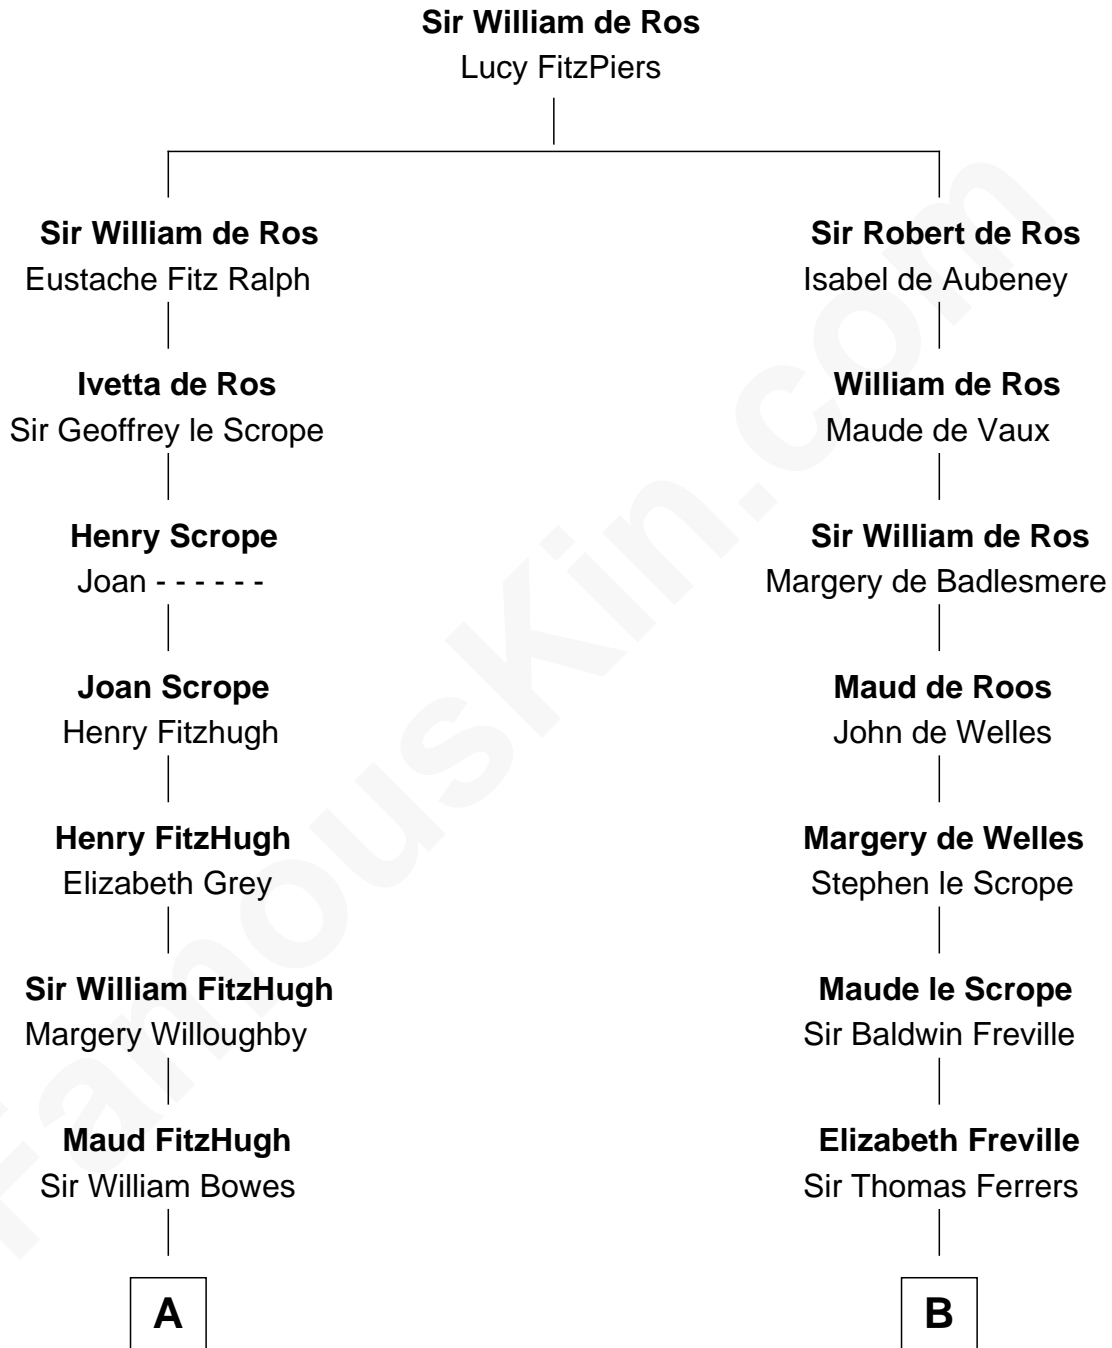 Sir William de Ros
Lucy FitzPiers
Sir William de Ros
Eustache Fitz Ralph
Ivetta de Ros
Sir Geoffrey le Scrope
Henry Scrope
Joan - - - - - -
Joan Scrope
Henry Fitzhugh
Henry FitzHugh
Elizabeth Grey
Sir William FitzHugh
Margery Willoughby
Maud FitzHugh
Sir William Bowes
A
Sir Robert de Ros
Isabel de Aubeney
William de Ros
Maude de Vaux
Sir William de Ros
Margery de Badlesmere
Maud de Roos
John de Welles
Margery de Welles
Stephen le Scrope
Maude le Scrope
Sir Baldwin Freville
Elizabeth Freville
Sir Thomas Ferrers
B
FamousKin.com